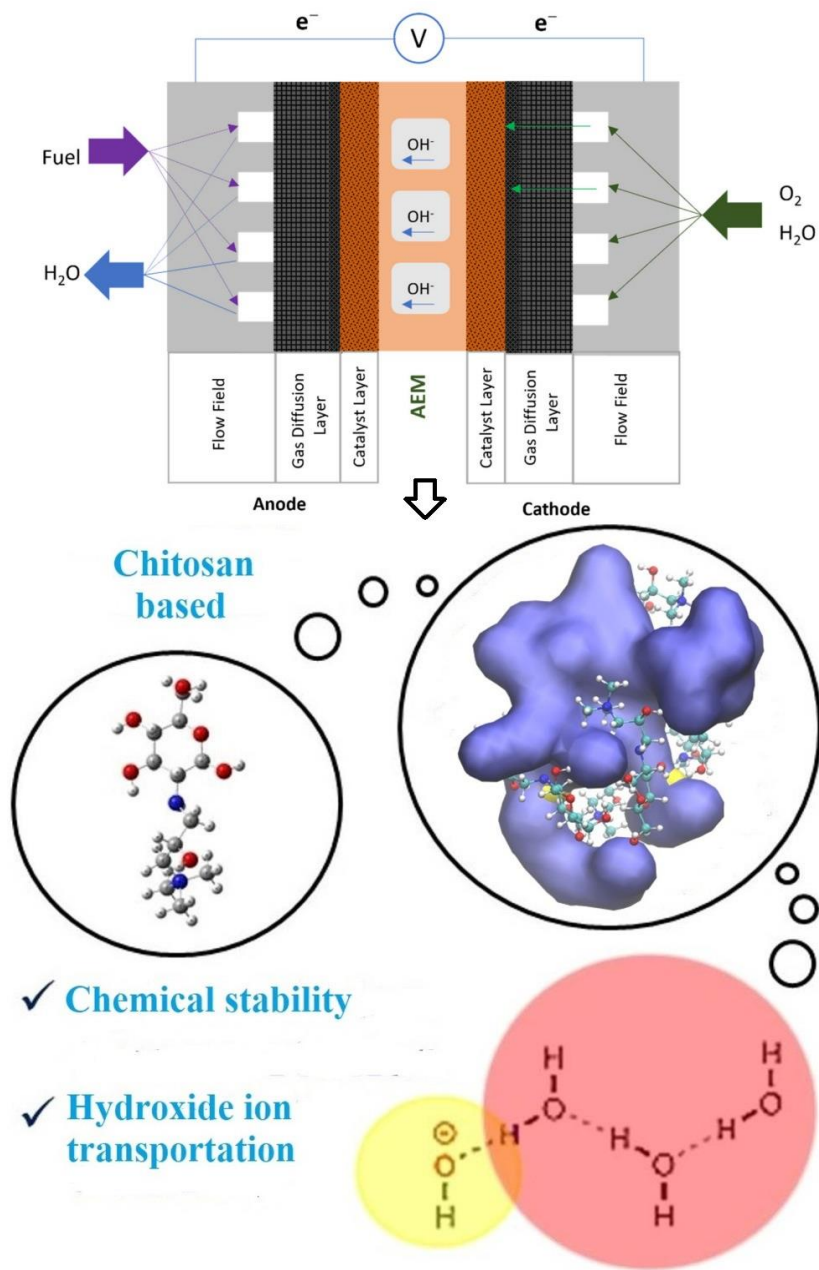 e⁻ V e⁻
Fuel
H₂O
OH⁻
OH⁻
OH⁻
O₂
H₂O
Flow Field
Gas Diffusion
Layer
Catalyst Layer
AEM
Catalyst Layer
Gas Diffusion
Layer
Flow Field
Anode
Cathode
Chitosan
based
✓ Chemical stability
✓ Hydroxide ion
transportation
H H
⊖ H O H H O
O O
H H